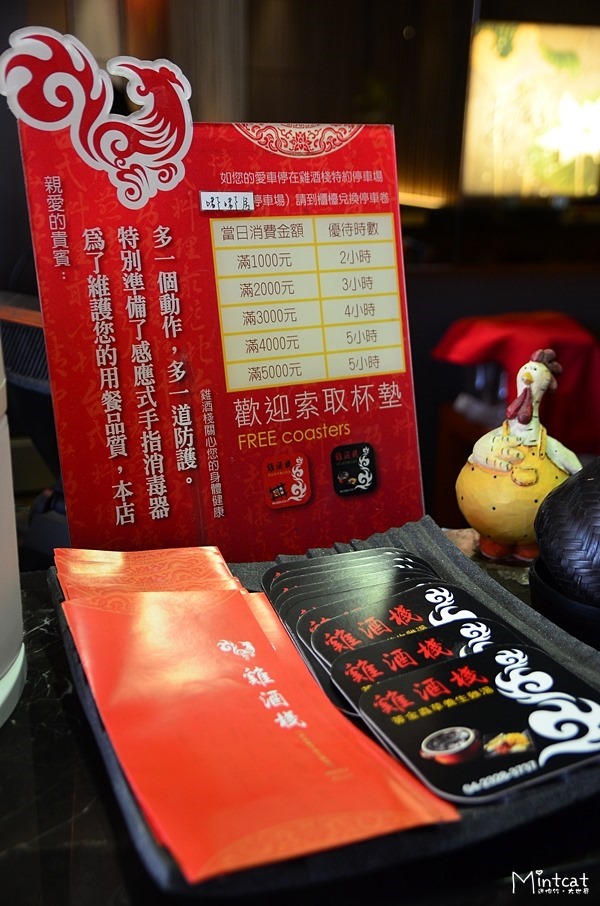 如您的愛車停在雞酒棧特約停車場
嘟嘟房
停車場）請到櫃檯兌換停車卷
當日消費金額 優待時數
滿1000元 2小時
滿2000元 3小時
滿3000元 4小時
滿4000元 5小時
滿5000元 5小時
歡迎索取杯墊
FREE coasters
親愛的貴賓：
為了維護您的用餐品質，本店
特別準備了感應式手指消毒器
多一個動作，多一道防護。
雞酒棧關心您的身體健康
雞酒棧
雞酒棧
雞酒棧
雞酒棧
Mintcat